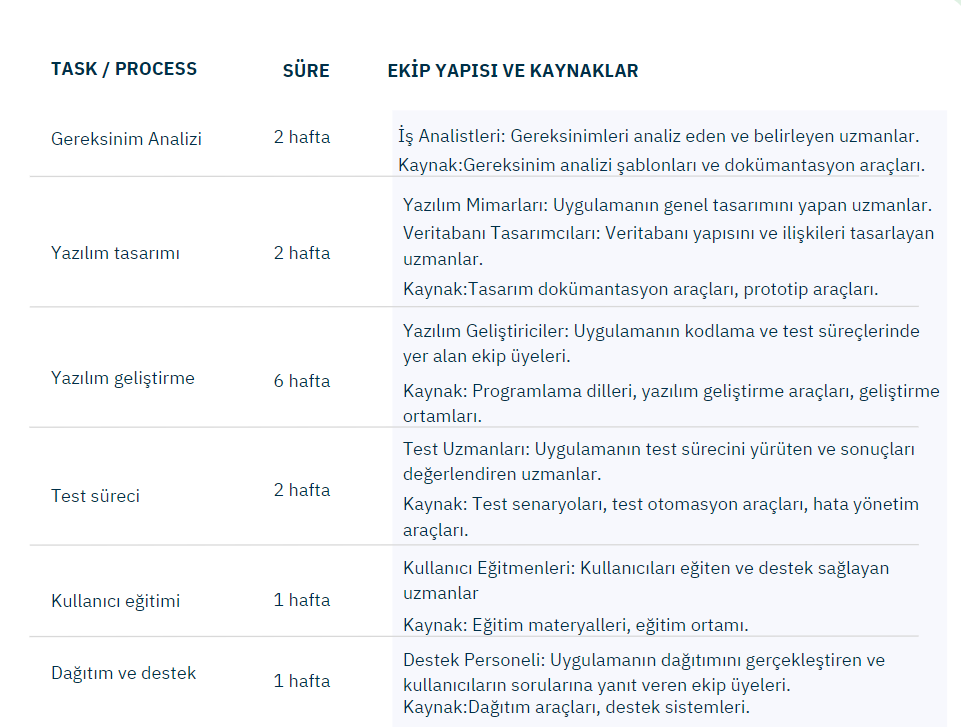 TASK / PROCESS SÜRE EKİP YAPISI VE KAYNAKLAR
Gereksinim Analizi 2 hafta İş Analistleri: Gereksinimleri analiz eden ve belirleyen uzmanlar.
Kaynak:Gereksinim analizi şablonları ve dokümantasyon araçları.
Yazılım tasarımı 2 hafta Yazılım Mimarları: Uygulamanın genel tasarımını yapan uzmanlar.
Veritabanı Tasarımcıları: Veritabanı yapısını ve ilişkileri tasarlayan
uzmanlar.
Kaynak:Tasarım dokümantasyon araçları, prototip araçları.
Yazılım geliştirme 6 hafta Yazılım Geliştiriciler: Uygulamanın kodlama ve test süreçlerinde
yer alan ekip üyeleri.
Kaynak: Programlama dilleri, yazılım geliştirme araçları, geliştirme
ortamları.
Test süreci 2 hafta Test Uzmanları: Uygulamanın test sürecini yürüten ve sonuçları
değerlendiren uzmanlar.
Kaynak: Test senaryoları, test otomasyon araçları, hata yönetim
araçları.
Kullanıcı eğitimi 1 hafta Kullanıcı Eğitmenleri: Kullanıcıları eğiten ve destek sağlayan
uzmanlar
Kaynak: Eğitim materyalleri, eğitim ortamı.
Dağıtım ve destek 1 hafta Destek Personeli: Uygulamanın dağıtımını gerçekleştiren ve
kullanıcıların sorularına yanıt veren ekip üyeleri.
Kaynak:Dağıtım araçları, destek sistemleri.